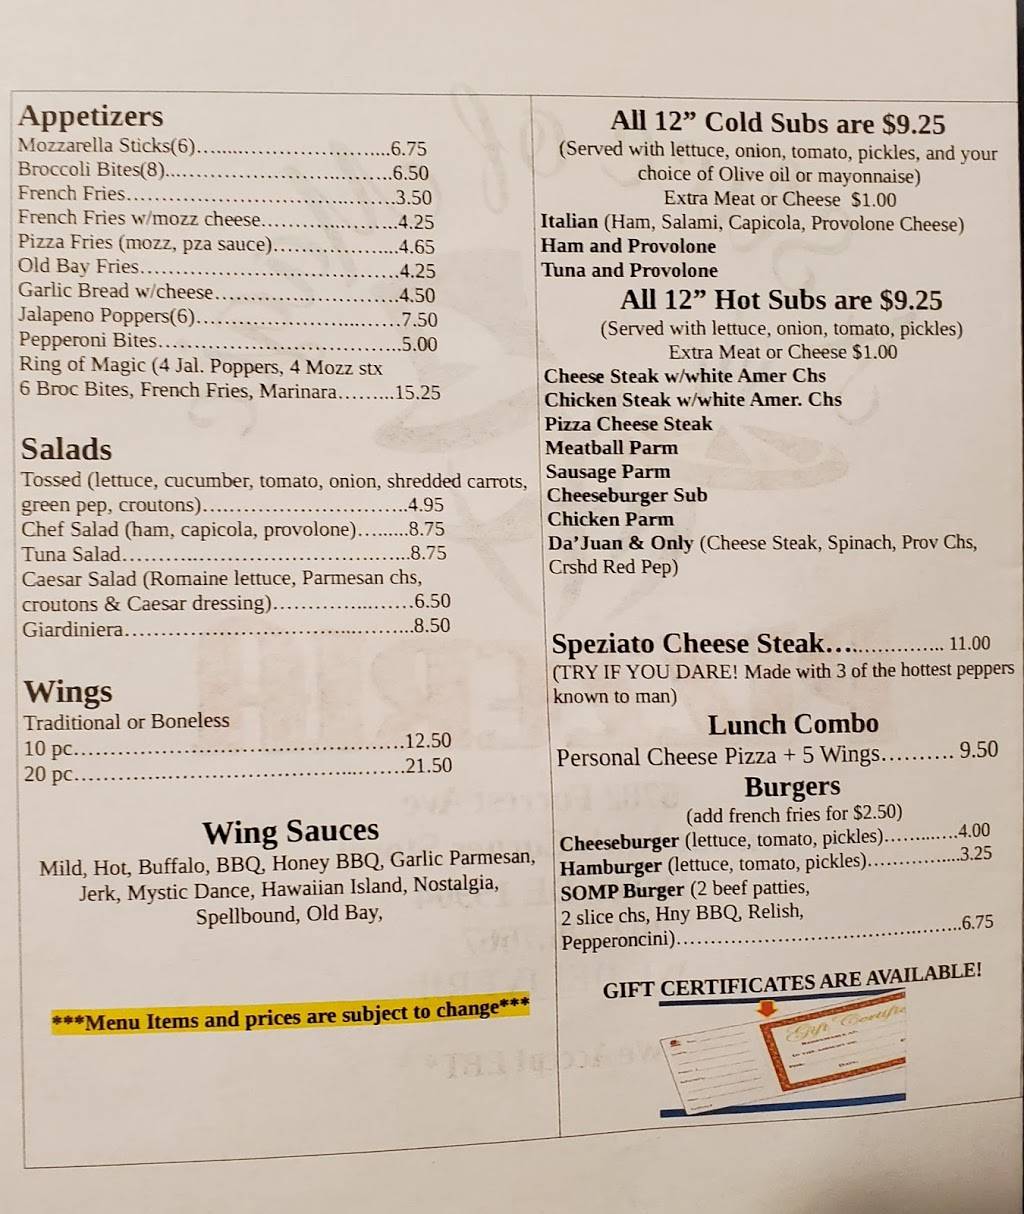 Appetizers
Mozzarella Sticks(6)..............................6.75
Broccoli Bites(8)....................................6.50
French Fries..........................................3.50
French Fries w/mozz cheese......................4.25
Pizza Fries (mozz, pza sauce)...................4.65
Old Bay Fries........................................4.25
Garlic Bread w/cheese.............................4.50
Jalapeno Poppers(6)................................7.50
Pepperoni Bites......................................5.00
Ring of Magic (4 Jal. Poppers, 4 Mozz stx
6 Broc Bites, French Fries, Marinara.........15.25
Salads
Tossed (lettuce, cucumber, tomato, onion, shredded carrots,
green pep, croutons)................................4.95
Chef Salad (ham, capicola, provolone).........8.75
Tuna Salad.............................................8.75
Caesar Salad (Romaine lettuce, Parmesan chs,
croutons & Caesar dressing)......................6.50
Giardiniera.............................................8.50
Wings
Traditional or Boneless
10 pc....................................................12.50
20 pc....................................................21.50
Wing Sauces
Mild, Hot, Buffalo, BBQ, Honey BBQ, Garlic Parmesan,
Jerk, Mystic Dance, Hawaiian Island, Nostalgia,
Spellbound, Old Bay,
***Menu Items and prices are subject to change***
All 12” Cold Subs are $9.25
(Served with lettuce, onion, tomato, pickles, and your
choice of Olive oil or mayonnaise)
Extra Meat or Cheese $1.00
Italian (Ham, Salami, Capicola, Provolone Cheese)
Ham and Provolone
Tuna and Provolone
All 12” Hot Subs are $9.25
(Served with lettuce, onion, tomato, pickles)
Extra Meat or Cheese $1.00
Cheese Steak w/white Amer Chs
Chicken Steak w/white Amer. Chs
Pizza Cheese Steak
Meatball Parm
Sausage Parm
Cheeseburger Sub
Chicken Parm
Da’Juan & Only (Cheese Steak, Spinach, Prov Chs,
Crshd Red Pep)
Speziato Cheese Steak.................. 11.00
(TRY IF YOU DARE! Made with 3 of the hottest peppers
known to man)
Lunch Combo
Personal Cheese Pizza + 5 Wings.......... 9.50
Burgers
(add french fries for $2.50)
Cheeseburger (lettuce, tomato, pickles)............4.00
Hamburger (lettuce, tomato, pickles)...............3.25
SOMP Burger (2 beef patties,
2 slice chs, Hny BBQ, Relish,
Pepperoncini).............................................6.75
GIFT CERTIFICATES ARE AVAILABLE!
Gift Certific